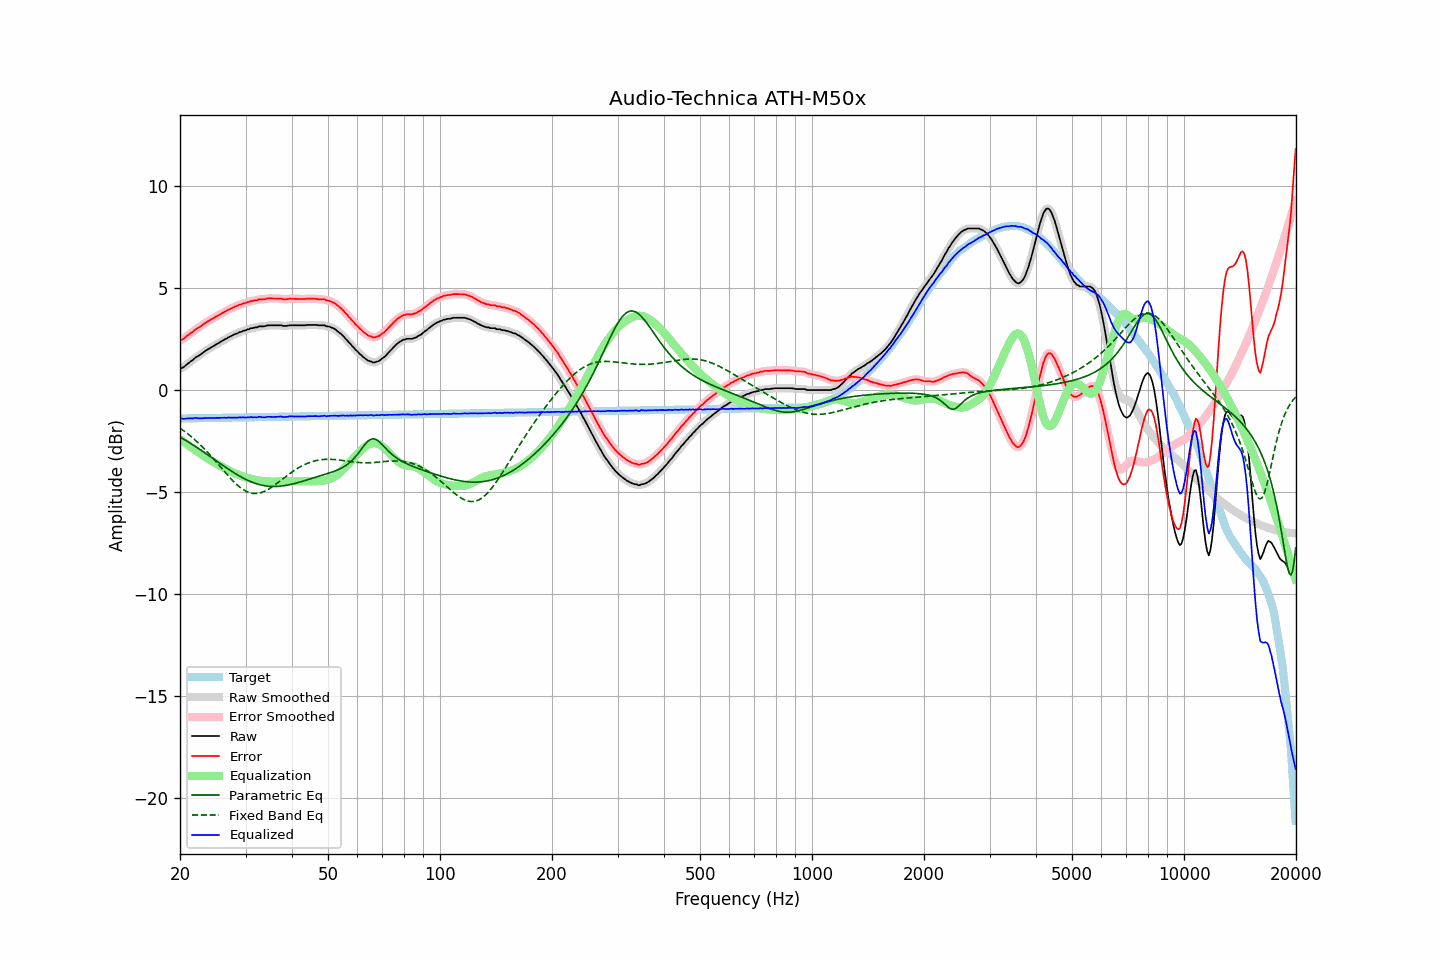 Audio-Technica ATH-M50x
Amplitude (dBr)
10
5
0
−5
−10
−15
−20
Target
Raw Smoothed
Error Smoothed
Raw
Error
Equalization
Parametric Eq
Fixed Band Eq
Equalized
20 50 100 200 500 1000 2000 5000 10000 20000
Frequency (Hz)